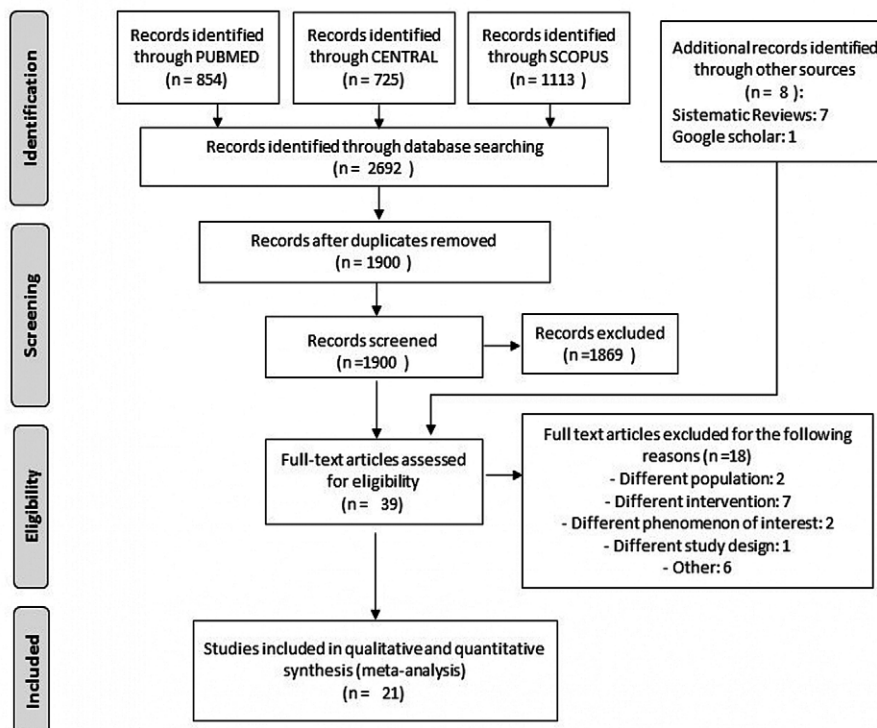 Identification
Records identified
through PUBMED
(n = 854)
Records identified
through CENTRAL
(n = 725)
Records identified
through SCOPUS
(n = 1113)
Additional records identified
through other sources
(n = 8 ):
Sistematic Reviews: 7
Google scholar: 1
Records identified through database searching
(n = 2692 )
Screening
Records after duplicates removed
(n = 1900 )
Records screened
(n =1900 )
Records excluded
(n =1869 )
Eligibility
Full-text articles assessed
for eligibility
(n = 39)
Full text articles excluded for the following
reasons (n =18)
- Different population: 2
- Different intervention: 7
- Different phenomenon of interest: 2
- Different study design: 1
- Other: 6
Included
Studies included in qualitative and quantitative
synthesis (meta-analysis)
(n = 21)